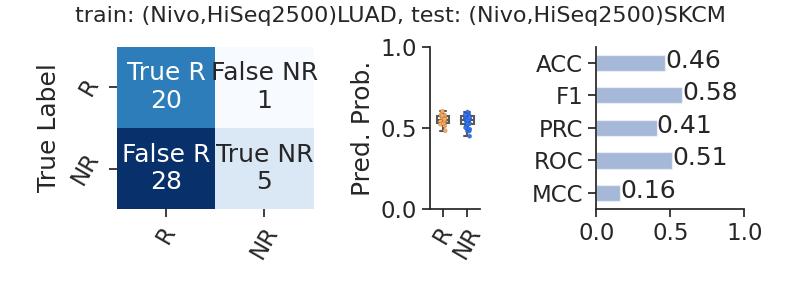 train: (Nivo,HiSeq2500)LUAD, test: (Nivo,HiSeq2500)SKCM
True Label
R
NR
True R
20
False NR
1
False R
28
True NR
5
R
NR
Pred. Prob.
1.0
0.5
0.0
R
NR
ACC
0.46
F1
0.58
PRC
0.41
ROC
0.51
MCC
0.16
0.0
0.5
1.0